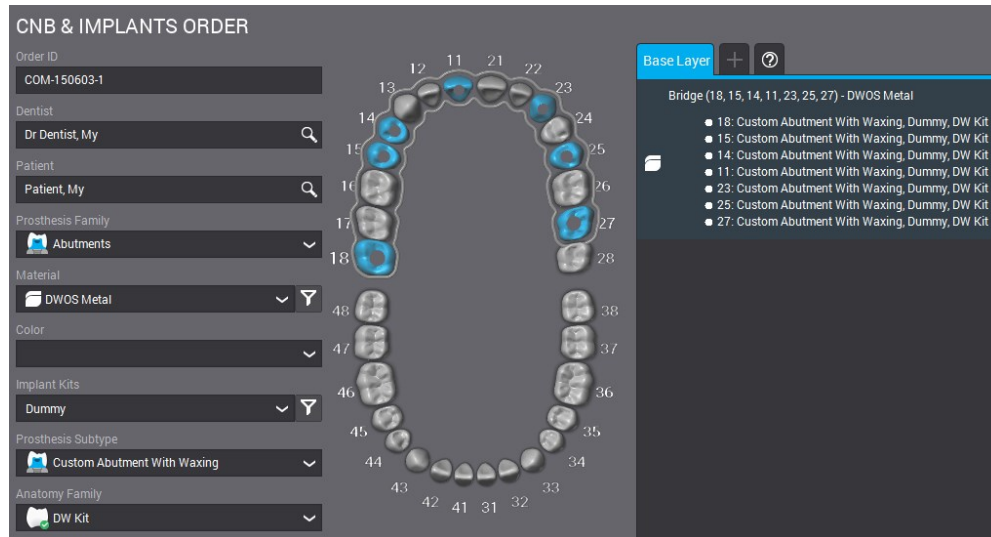 CNB & IMPLANTS ORDER
Order ID
COM-150603-1
Dentist
Dr Dentist, My
Patient
Patient, My
Prosthesis Family
Abutments
Material
DWOS Metal
Color
Implant Kits
Dummy
Prosthesis Subtype
Custom Abutment With Waxing
Anatomy Family
DW Kit
12 11 21 22
13 23
14 24
15 25
16 26
17 27
18 28
48 38
47 37
46 36
45 35
44 34
43 33
42 41 31 32
Base Layer + ?
Bridge (18, 15, 14, 11, 23, 25, 27) - DWOS Metal
18: Custom Abutment With Waxing, Dummy, DW Kit
15: Custom Abutment With Waxing, Dummy, DW Kit
14: Custom Abutment With Waxing, Dummy, DW Kit
11: Custom Abutment With Waxing, Dummy, DW Kit
23: Custom Abutment With Waxing, Dummy, DW Kit
25: Custom Abutment With Waxing, Dummy, DW Kit
27: Custom Abutment With Waxing, Dummy, DW Kit